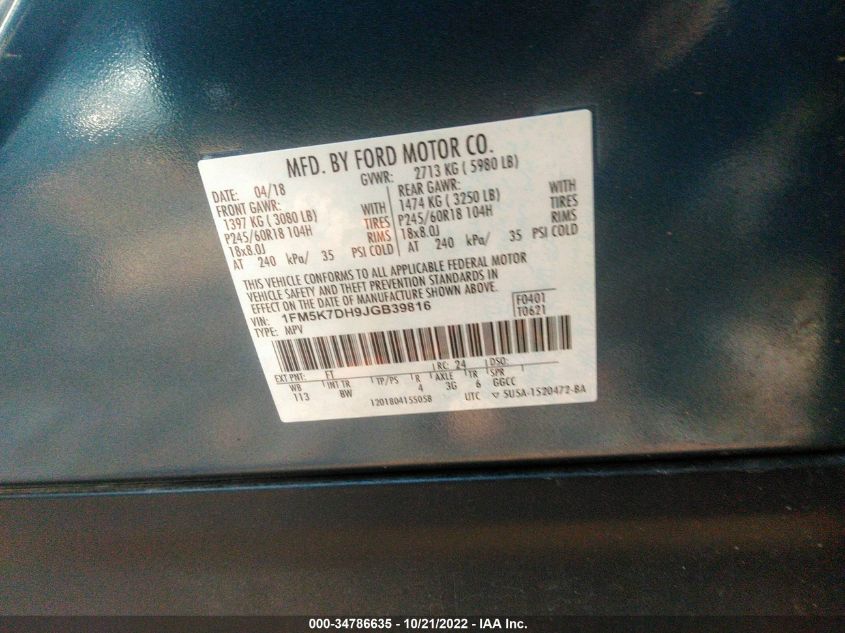 MFD. BY FORD MOTOR CO.
DATE: 04/18 GVWR: 2713 KG ( 5980 LB)
FRONT GAWR: REAR GAWR:
1397 KG ( 3080 LB) WITH 1474 KG ( 3250 LB) WITH
P245/60R18 104H TIRES P245/60R18 104H TIRES
18x8.0J RIMS 18x8.0J RIMS
AT 240 kPa/ 35 PSI COLD AT 240 kPa/ 35 PSI COLD
THIS VEHICLE CONFORMS TO ALL APPLICABLE FEDERAL MOTOR
VEHICLE SAFETY AND THEFT PREVENTION STANDARDS IN
EFFECT ON THE DATE OF MANUFACTURE SHOWN ABOVE.
VIN: 1FM5K7DH9JGB39816 F0401
TYPE: MPV T0621
EXT PNT: FT RC: 24 DSO:
WB INT TR TP/PS R AXLE TR SPR
113 BW 4 3G 6 GGCC
1201804155058 UTC ▽ 5U5A-1520472-BA
000-34786635 - 10/21/2022 - IAA Inc.